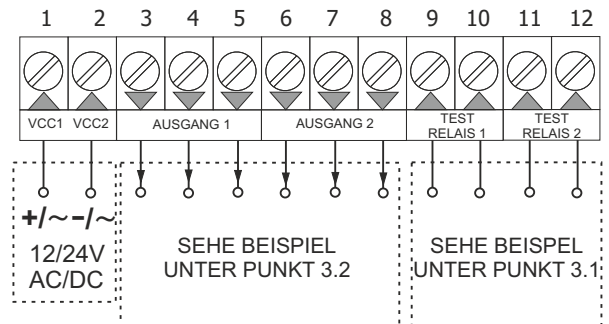 1 2 3 4 5 6 7 8 9 10 11 12
VCC1 VCC2 AUSGANG 1 AUSGANG 2 TEST RELAIS 1 TEST RELAIS 2
+/~ -/~
12/24V
AC/DC
SEHE BEISPIEL
UNTER PUNKT 3.2
SEHE BEISPEL
UNTER PUNKT 3.1